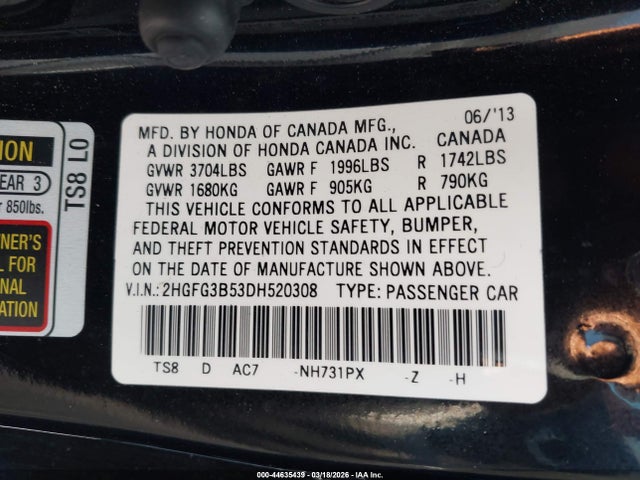 ION
EAR 3
r 850lbs.
TS8 L0
NER'S
L FOR
NAL
ATION
06/'13
MFD. BY HONDA OF CANADA MFG., CANADA
A DIVISION OF HONDA CANADA INC.
GVWR 3704LBS GAWR F 1996LBS R 1742LBS
GVWR 1680KG GAWR F 905KG R 790KG
THIS VEHICLE CONFORMS TO ALL APPLICABLE
FEDERAL MOTOR VEHICLE SAFETY, BUMPER,
AND THEFT PREVENTION STANDARDS IN EFFECT
ON THE DATE OF MANUFACTURE SHOWN ABOVE.
V.I.N.: 2HGFG3B53DH520308 TYPE: PASSENGER CAR
TS8 D AC7 -NH731PX -Z -H
000-44635439 - 03/18/2026 - IAA Inc.